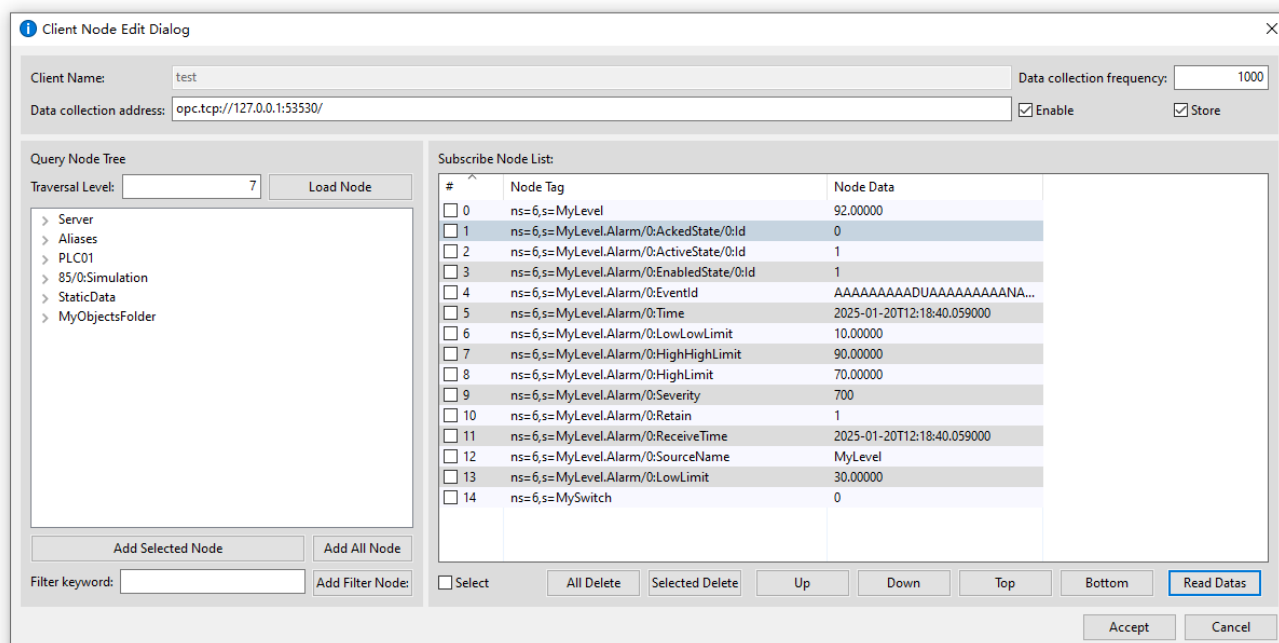 Client Node Edit Dialog
Client Name: test Data collection frequency: 1000
Data collection address: opc.tcp://127.0.0.1:53530/ Enable Store
Query Node Tree
Traversal Level: 7 Load Node
Server
Aliases
PLC01
85/0:Simulation
StaticData
MyObjectsFolder
Add Selected Node Add All Node
Filter keyword: Add Filter Node:
Subscribe Node List:
# Node Tag Node Data
0 ns=6,s=MyLevel 92.00000
1 ns=6,s=MyLevel.Alarm/0:AckedState/0:Id 0
2 ns=6,s=MyLevel.Alarm/0:ActiveState/0:Id 1
3 ns=6,s=MyLevel.Alarm/0:EnabledState/0:Id 1
4 ns=6,s=MyLevel.Alarm/0:EventId AAAAAAAAADUAAAAAAAAANA...
5 ns=6,s=MyLevel.Alarm/0:Time 2025-01-20T12:18:40.059000
6 ns=6,s=MyLevel.Alarm/0:LowLowLimit 10.00000
7 ns=6,s=MyLevel.Alarm/0:HighHighLimit 90.00000
8 ns=6,s=MyLevel.Alarm/0:HighLimit 70.00000
9 ns=6,s=MyLevel.Alarm/0:Severity 700
10 ns=6,s=MyLevel.Alarm/0:Retain 1
11 ns=6,s=MyLevel.Alarm/0:ReceiveTime 2025-01-20T12:18:40.059000
12 ns=6,s=MyLevel.Alarm/0:SourceName MyLevel
13 ns=6,s=MyLevel.Alarm/0:LowLimit 30.00000
14 ns=6,s=MySwitch 0
Select All Delete Selected Delete Up Down Top Bottom Read Datas
Accept Cancel